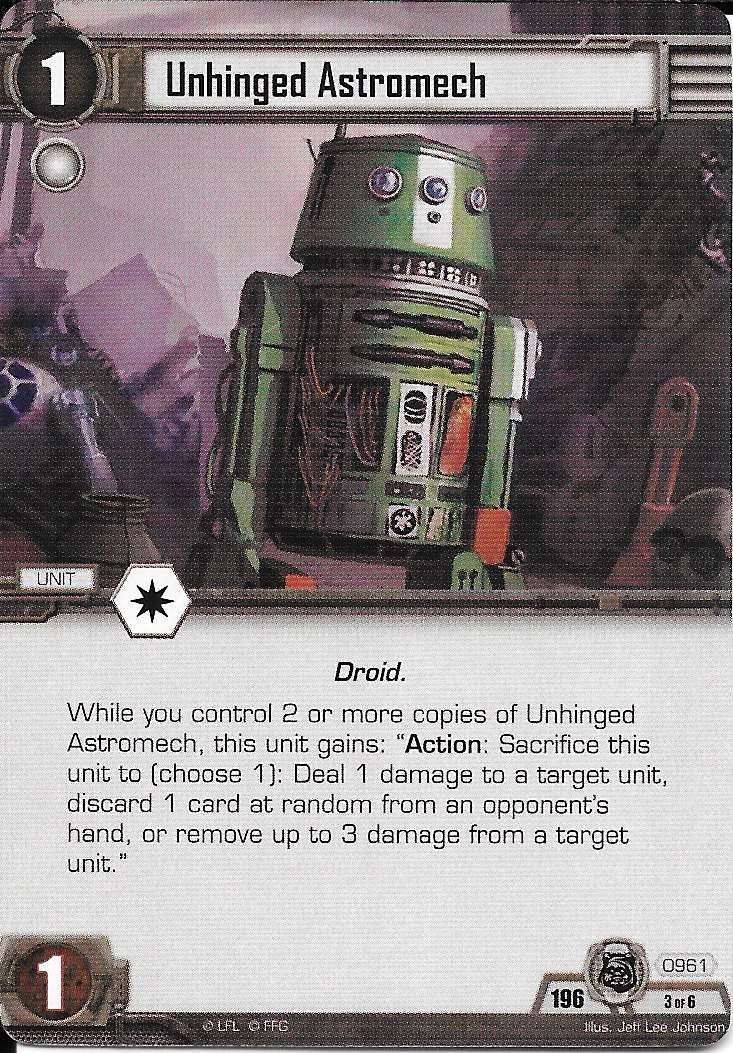 1
Unhinged Astromech
UNIT
Droid.
While you control 2 or more copies of Unhinged
Astromech, this unit gains: “Action: Sacrifice this
unit to (choose 1): Deal 1 damage to a target unit,
discard 1 card at random from an opponent’s
hand, or remove up to 3 damage from a target
unit.”
1
0961
196
3 OF 6
© LFL © FFG
Illus. Jeff Lee Johnson